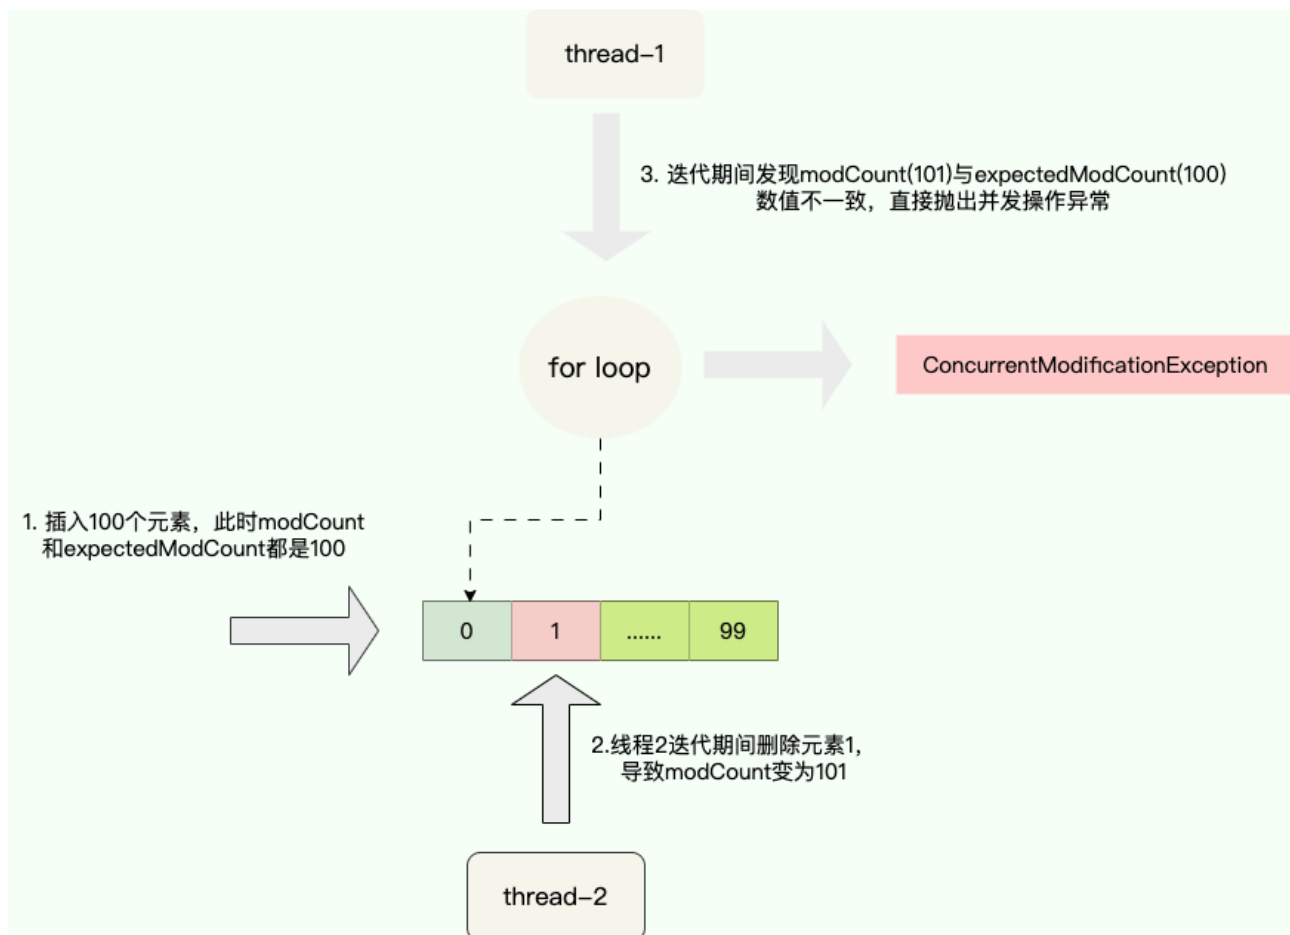 thread-1
3. 迭代期间发现modCount(101)与expectedModCount(100)
数值不一致，直接抛出并发操作异常
for loop
ConcurrentModificationException
1. 插入100个元素，此时modCount
和expectedModCount都是100
0
1
......
99
2.线程2迭代期间删除元素1，
导致modCount变为101
thread-2